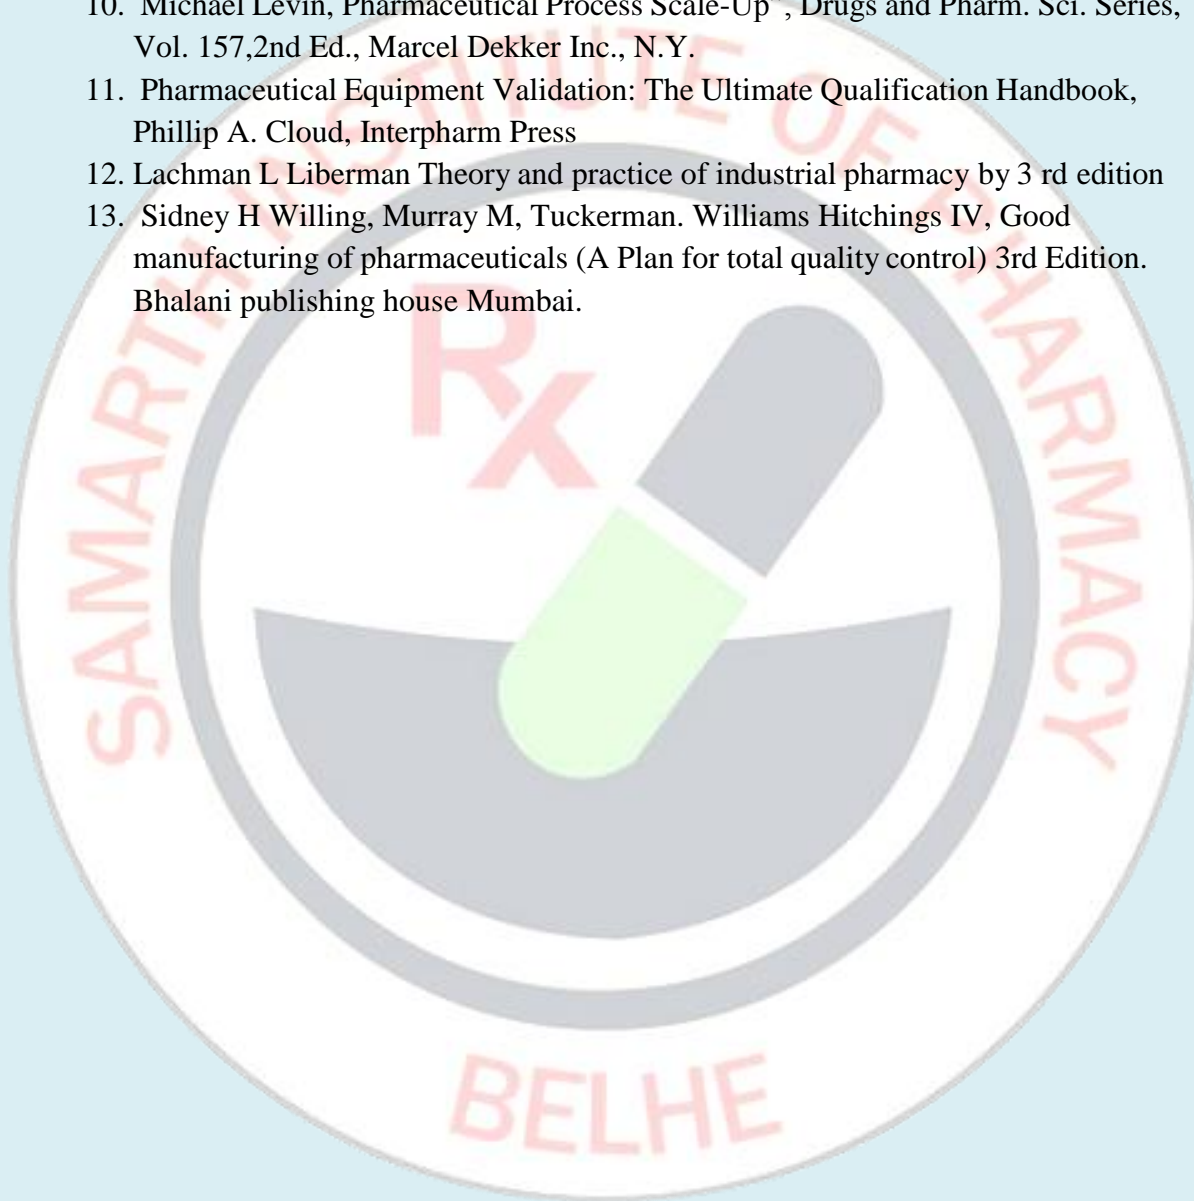 10. Michael Levin, Pharmaceutical Process Scale-Up", Drugs and Pharm. Sci. Series,
Vol. 157,2nd Ed., Marcel Dekker Inc., N.Y.
11. Pharmaceutical Equipment Validation: The Ultimate Qualification Handbook,
Phillip A. Cloud, Interpharm Press
12. Lachman L Liberman Theory and practice of industrial pharmacy by 3 rd edition
13. Sidney H Willing, Murray M, Tuckerman. Williams Hitchings IV, Good
manufacturing of pharmaceuticals (A Plan for total quality control) 3rd Edition.
Bhalani publishing house Mumbai.
SAMARTH INSTITUTE OF PHARMACY
Rx
BELHE